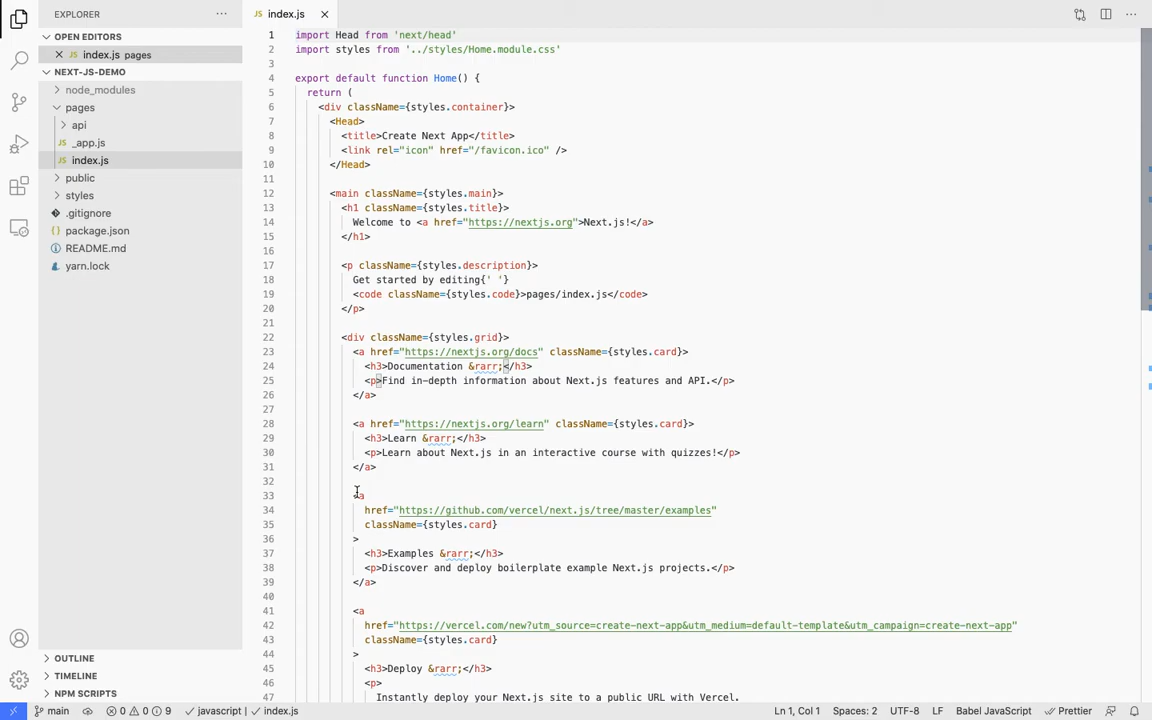 EXPLORER
···
OPEN EDITORS
index.js pages
NEXT-JS-DEMO
node_modules
pages
api
JS _app.js
JS index.js
public
styles
.gitignore
package.json
README.md
yarn.lock
OUTLINE
TIMELINE
NPM SCRIPTS
JS index.js
1 import Head from 'next/head'
2 import styles from '../styles/Home.module.css'
3
4 export default function Home() {
5 return (
6 <div className={styles.container}>
7 <Head>
8 <title>Create Next App</title>
9 <link rel="icon" href="/favicon.ico" />
10 </Head>
11
12 <main className={styles.main}>
13 <h1 className={styles.title}>
14 Welcome to <a href="https://nextjs.org">Next.js!</a>
15 </h1>
16
17 <p className={styles.description}>
18 Get started by editing{' '}
19 <code className={styles.code}>pages/index.js</code>
20 </p>
21
22 <div className={styles.grid}>
23 <a href="https://nextjs.org/docs" className={styles.card}>
24 <h3>Documentation &rarr;</h3>
25 <p>Find in-depth information about Next.js features and API.</p>
26 </a>
27
28 <a href="https://nextjs.org/learn" className={styles.card}>
29 <h3>Learn &rarr;</h3>
30 <p>Learn about Next.js in an interactive course with quizzes!</p>
31 </a>
32
33 <a
34 href="https://github.com/vercel/next.js/tree/master/examples"
35 className={styles.card}
36 >
37 <h3>Examples &rarr;</h3>
38 <p>Discover and deploy boilerplate example Next.js projects.</p>
39 </a>
40
41 <a
42 href="https://vercel.com/new?utm_source=create-next-app&utm_medium=default-template&utm_campaign=create-next-app"
43 className={styles.card}
44 >
45 <h3>Deploy &rarr;</h3>
46 <p>
47 Instantly deploy your Next.js site to a public URL with Vercel.
main 0 0 9 javascript | index.js Ln 1, Col 1 Spaces: 2 UTF-8 LF Babel JavaScript Prettier